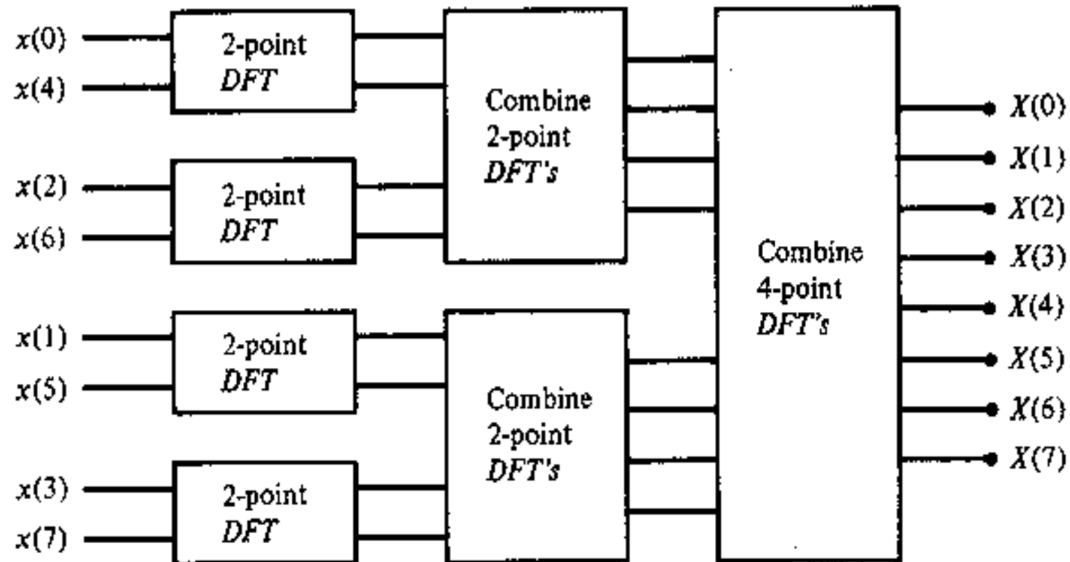 x(0)
x(4)
2-point
DFT
x(2)
x(6)
2-point
DFT
x(1)
x(5)
2-point
DFT
x(3)
x(7)
2-point
DFT
Combine
2-point
DFT's
Combine
2-point
DFT's
Combine
4-point
DFT's
X(0)
X(1)
X(2)
X(3)
X(4)
X(5)
X(6)
X(7)